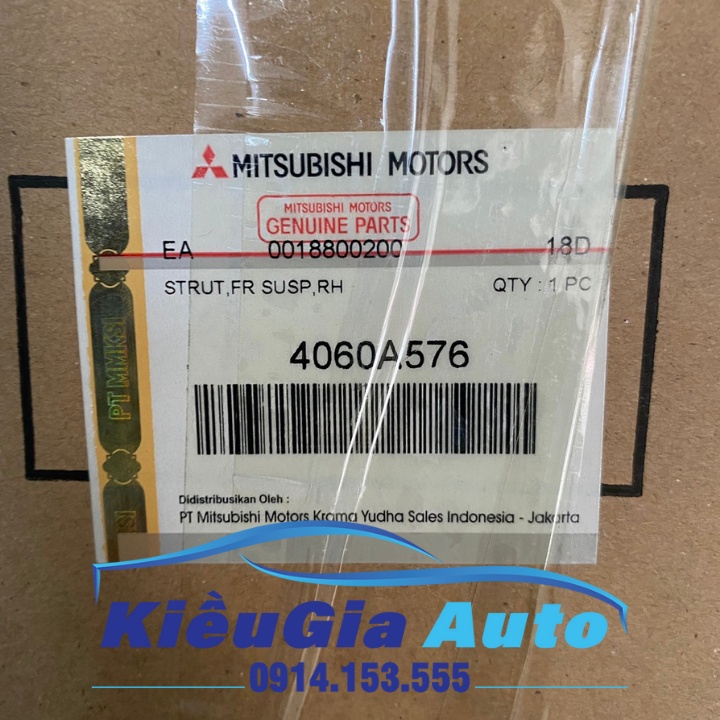 MITSUBISHI MOTORS
MITSUBISHI MOTORS
GENUINE PARTS
EA 0018800200 18D
STRUT,FR SUSP,RH QTY : 1 PC
4060A576
PT MMKSI
KSI
Didistribusikan Oleh :
PT Mitsubishi Motors Krama Yudha Sales Indonesia - Jakarta
KiềuGia Auto
0914.153.555